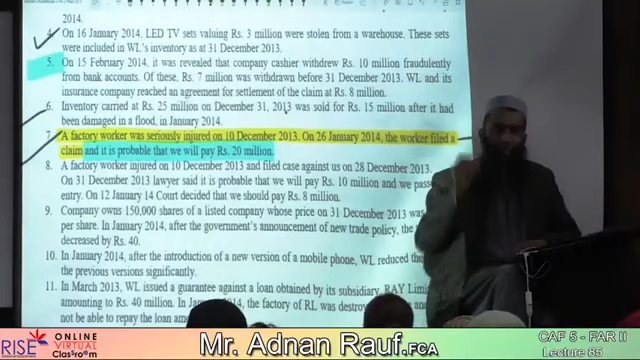 2014.
4. On 16 January 2014, LED TV sets valuing Rs. 3 million were stolen from a warehouse. These sets
were included in WL's inventory as at 31 December 2013.
5. On 15 February 2014, it was revealed that company cashier withdrew Rs. 10 million fraudulently
from bank accounts. Of these, Rs. 7 million was withdrawn before 31 December 2013. WL and its
insurance company reached an agreement for settlement of the claim at Rs. 8 million.
6. Inventory carried at Rs. 25 million on December 31, 2013 was sold for Rs. 15 million after it had
been damaged in a flood, in January 2014.
7. A factory worker was seriously injured on 10 December 2013. On 26 January 2014, the worker filed a
claim and it is probable that we will pay Rs. 20 million.
8. A factory worker injured on 10 December 2013 and filed case against us on 28 December 2013.
On 31 December 2013 lawyer said it is probable that we will pay Rs. 10 million and we pass
entry. On 12 January 2014 Court decided that we should pay Rs. 8 million.
9. Company owns 150,000 shares of a listed company whose price on 31 December 2013 was
per share. In January 2014, after the government's announcement of new trade policy, the
decreased by Rs. 40.
10. In January 2014, after the introduction of a new version of a mobile phone, WL reduced the
the previous versions significantly.
11. In March 2013, WL issued a guarantee against a loan obtained by its subsidiary, RAY Limi
amounting to Rs. 40 million. In 2014, the factory of RL was destroy
not be able to repay the loan
RISE
ONLINE
VIRTUAL
Classroom
Mr. Adnan Rauf.FCA
CAF 5 - FAR II
Lecture 85